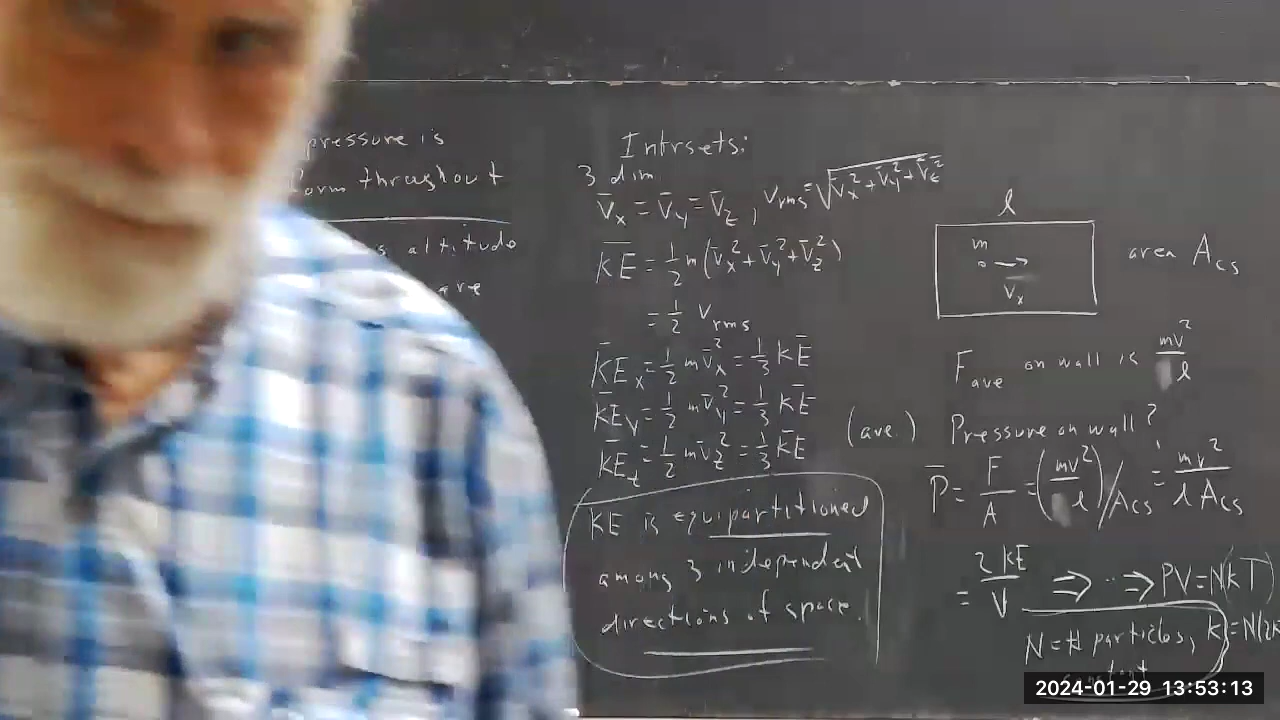 pressure is
throughout
altitude
are
Intrsets:
3 dim
v̄x = v̄y = v̄z , vrms = √(v̄x² + v̄y² + v̄z²)
K̄E = 1/2 m (v̄x² + v̄y² + v̄z²)
= 1/2 vrms
K̄Ex = 1/2 m v̄x² = 1/3 K̄E
K̄Ey = 1/2 m v̄y² = 1/3 K̄E
K̄Ez = 1/2 m v̄z² = 1/3 K̄E
KE is equipartitioned
among 3 independent
directions of space.
l
m
v̄x
area Acs
Fave on wall is mv²/l
(ave.) Pressure on wall?
P̄ = F/A = (mv²/l)/Acs = mv²/l Acs
= 2KE/V ⇒ ·· ⇒ PV = N(kT)
N = # particles, k
2024-01-29 13:53:13